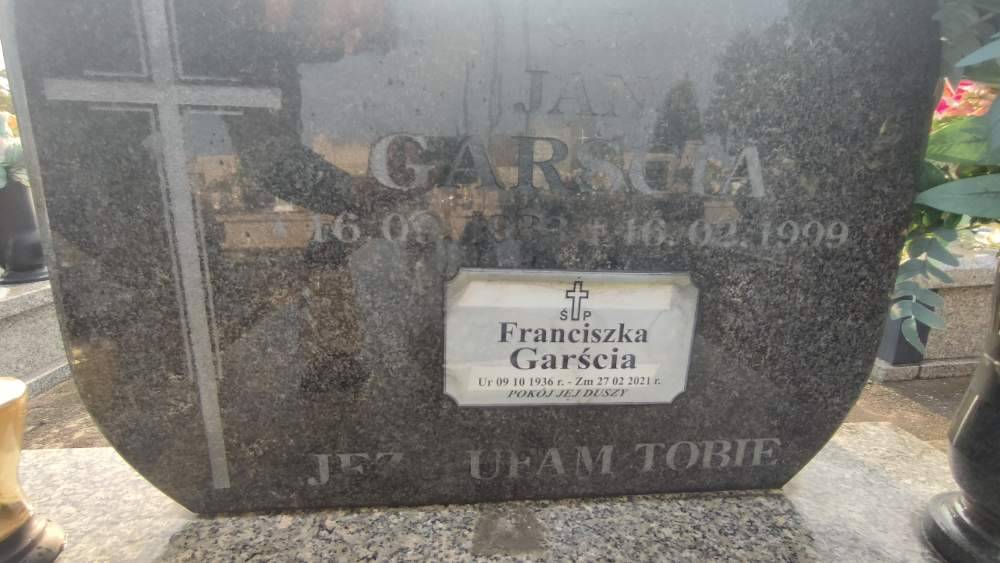 JAN
GARŚCIA
+ 16. 02. 1999
Ś P
Franciszka
Garścia
Ur 09 10 1936 r. - Zm 27 02 2021 r.
POKÓJ JEJ DUSZY
UFAM TOBIE